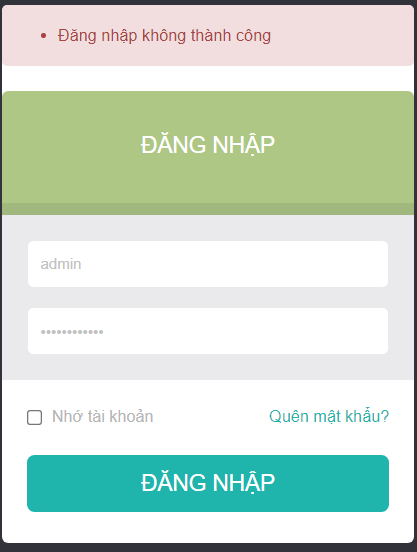 Đăng nhập không thành công
ĐĂNG NHẬP
admin
••••••••••••
Nhớ tài khoản
Quên mật khẩu?
ĐĂNG NHẬP